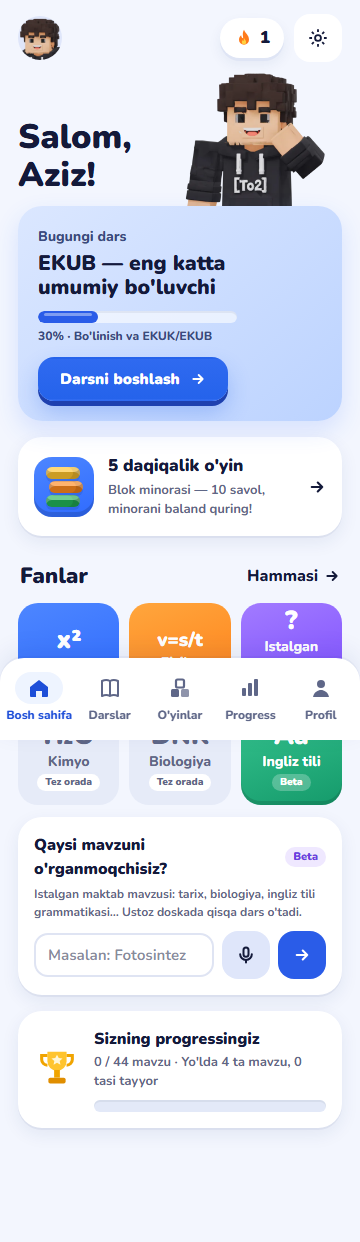 1
Salom,
Aziz!
[To2]
Bugungi dars
EKUB — eng katta
umumiy bo'luvchi
30% · Bo'linish va EKUK/EKUB
Darsni boshlash →
5 daqiqalik o'yin
Blok minorasi — 10 savol,
minorani baland quring!
Fanlar
Hammasi →
x²
v=s/t
?
Istalgan
Bosh sahifa
Darslar
O'yinlar
Progress
Profil
Kimyo
Tez orada
Biologiya
Tez orada
Ingliz tili
Beta
Qaysi mavzuni
o'rganmoqchisiz?
Beta
Istalgan maktab mavzusi: tarix, biologiya, ingliz tili
grammatikasi... Ustoz doskada qisqa dars o'tadi.
Masalan: Fotosintez
Sizning progressingiz
0 / 44 mavzu · Yo'lda 4 ta mavzu, 0
tasi tayyor